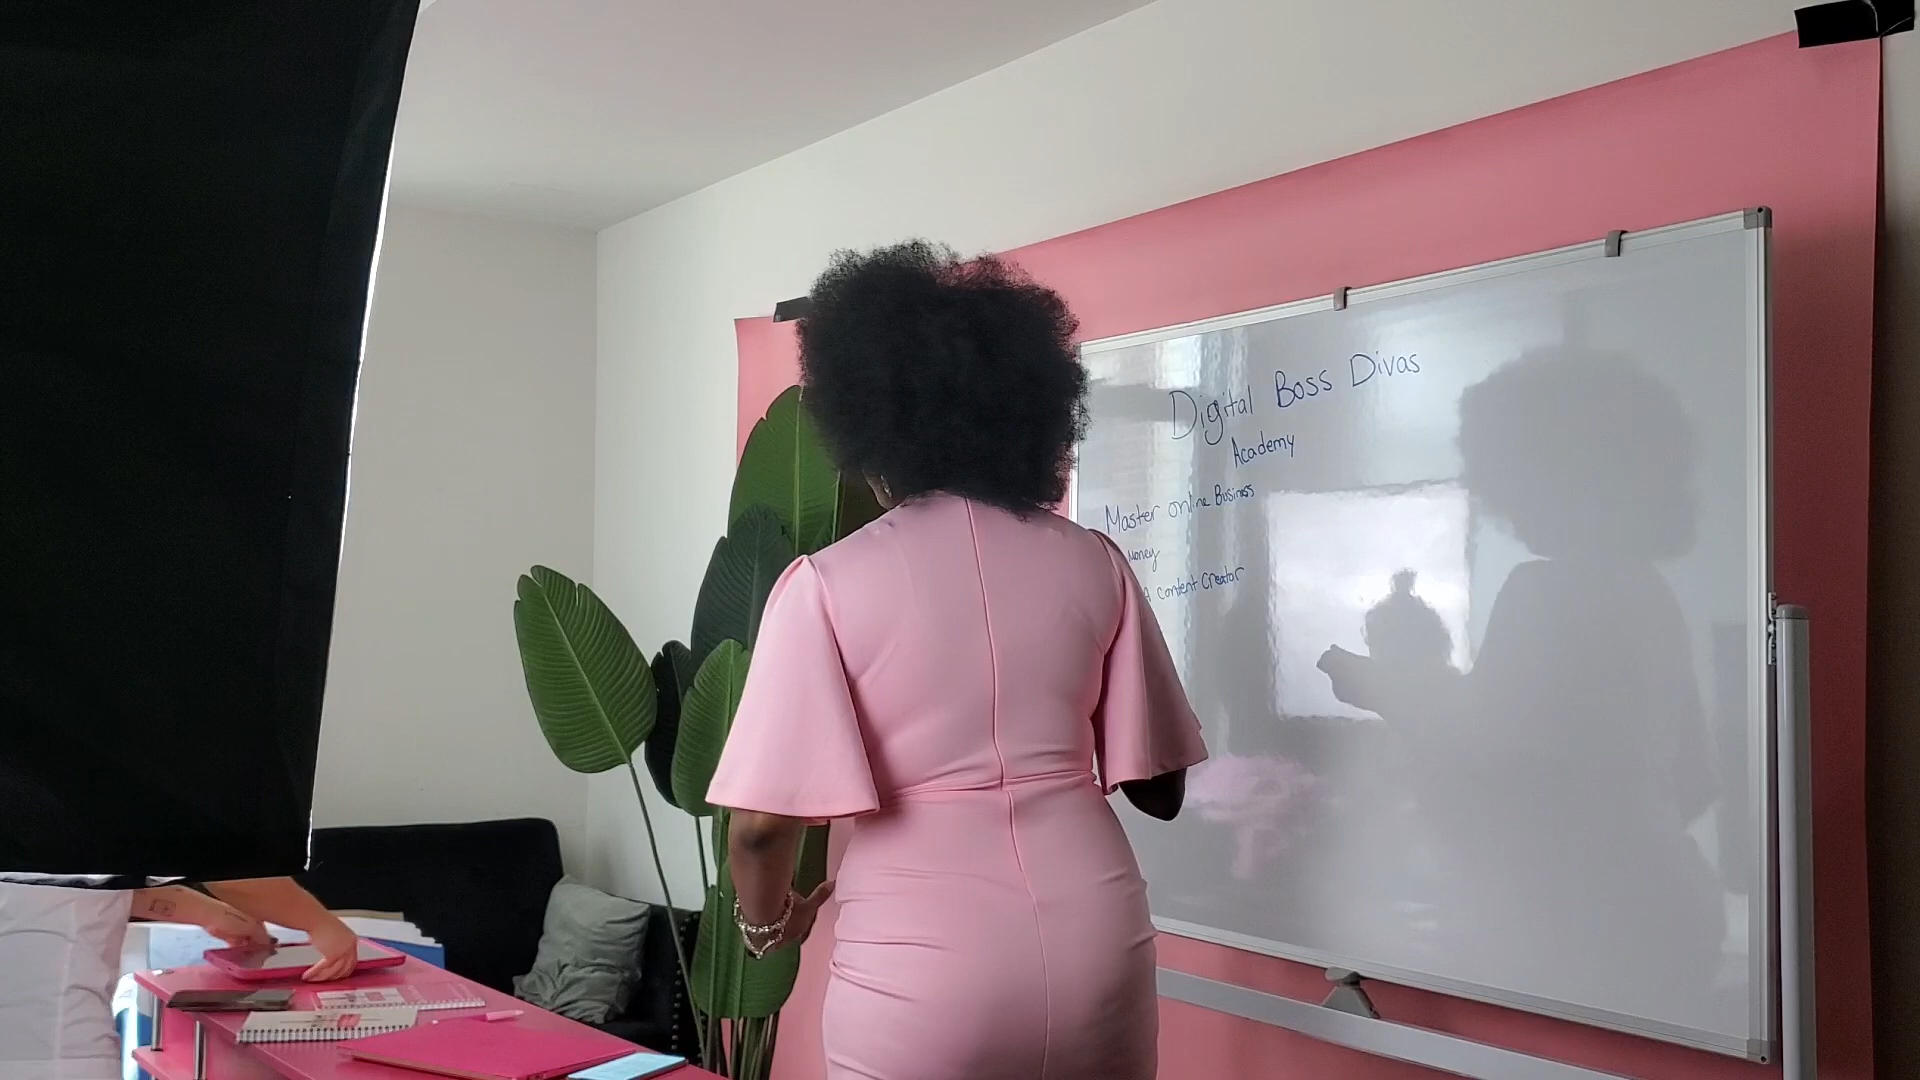 Digital Boss Divas
Academy
Master online Business
Money
A Content Creator